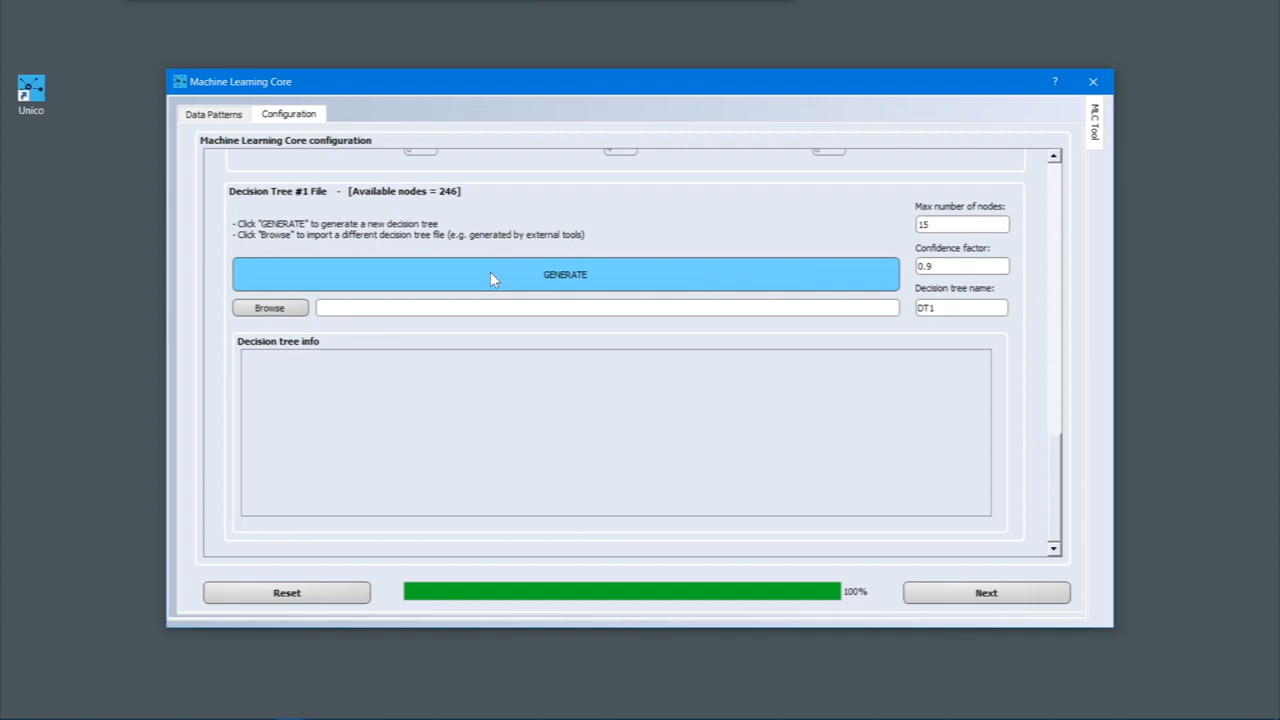 Unico
Machine Learning Core
?
Data Patterns
Configuration
MLC Tool
Machine Learning Core configuration
Decision Tree #1 File - [Available nodes = 246]
Max number of nodes:
- Click "GENERATE" to generate a new decision tree
15
- Click "Browse" to import a different decision tree file (e.g. generated by external tools)
Confidence factor:
GENERATE
0.9
Decision tree name:
Browse
DT1
Decision tree info
Reset
100%
Next